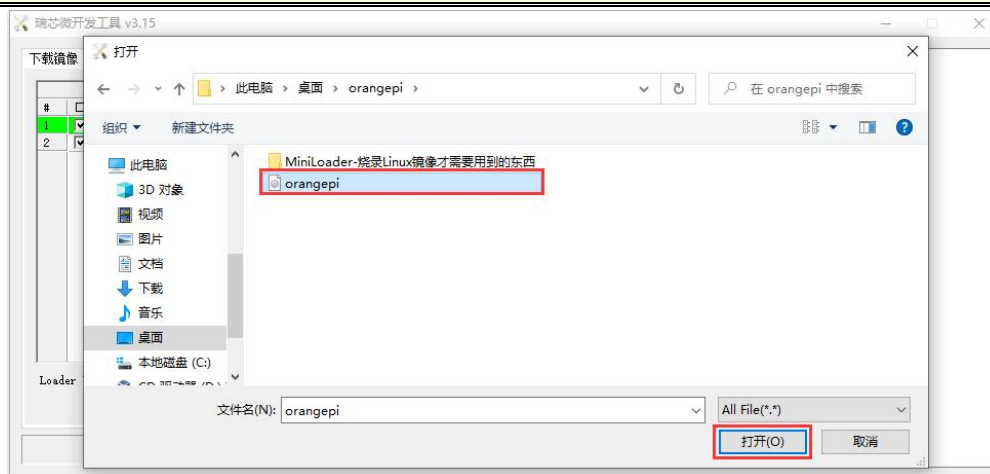 瑞芯微开发工具 v3.15
下载镜像
打开
此电脑 › 桌面 › orangepi ›
在 orangepi 中搜索
组织
新建文件夹
#
1
2
此电脑
3D 对象
视频
图片
文档
下载
音乐
桌面
本地磁盘 (C:)
MiniLoader-烧录Linux镜像才需要用到的东西
orangepi
Loader
文件名(N):
orangepi
All File(*.*)
打开(O)
取消